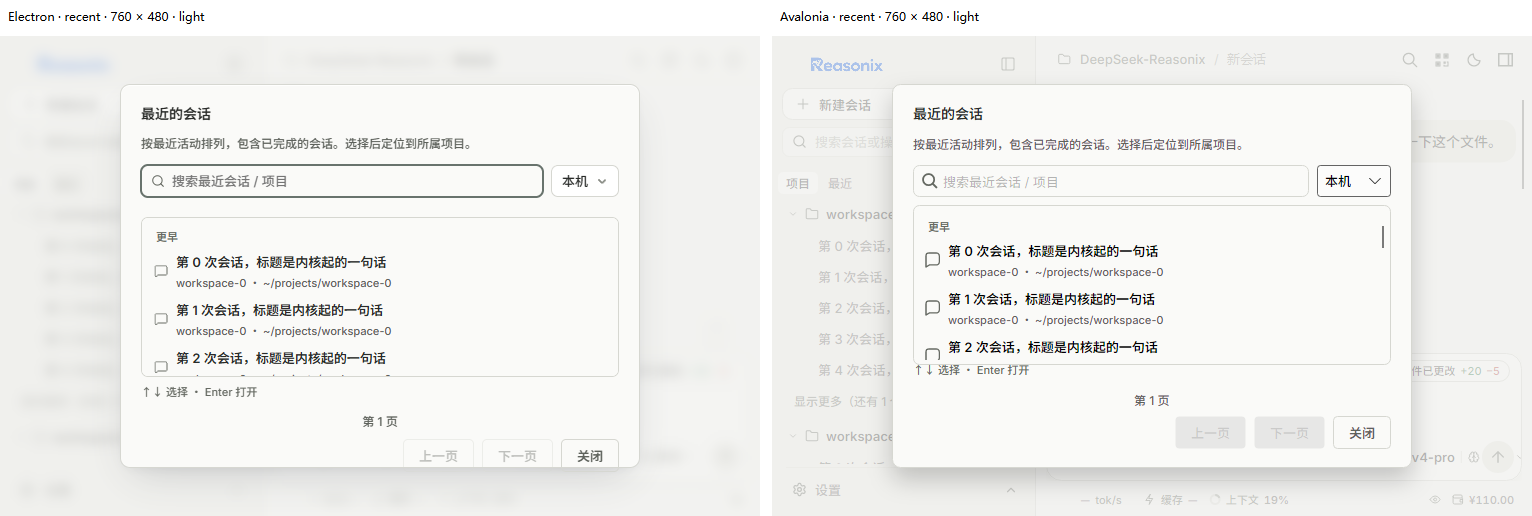 Electron · recent · 760 × 480 · light
Reasonix
最近的会话
按最近活动排列，包含已完成的会话。选择后定位到所属项目。
搜索最近会话 / 项目
本机
更早
第 0 次会话，标题是内核起的一句话
workspace-0 · ~/projects/workspace-0
第 1 次会话，标题是内核起的一句话
workspace-0 · ~/projects/workspace-0
第 2 次会话，标题是内核起的一句话
↑↓ 选择 · Enter 打开
第 1 页
上一页
下一页
关闭
Avalonia · recent · 760 × 480 · light
Reasonix
DeepSeek-Reasonix / 新会话
新建会话
搜索会话或
项目
最近
workspace
第 0 次会话，
第 1 次会话，
第 2 次会话，
第 3 次会话，
第 4 次会话，
显示更多（还有 1
workspace
设置
一下这个文件。
件已更改 +20 −5
v4-pro
— tok/s
缓存 —
上下文 19%
¥110.00
最近的会话
按最近活动排列，包含已完成的会话。选择后定位到所属项目。
搜索最近会话 / 项目
本机
更早
第 0 次会话，标题是内核起的一句话
workspace-0 · ~/projects/workspace-0
第 1 次会话，标题是内核起的一句话
workspace-0 · ~/projects/workspace-0
第 2 次会话，标题是内核起的一句话
↑↓ 选择 · Enter 打开
第 1 页
上一页
下一页
关闭